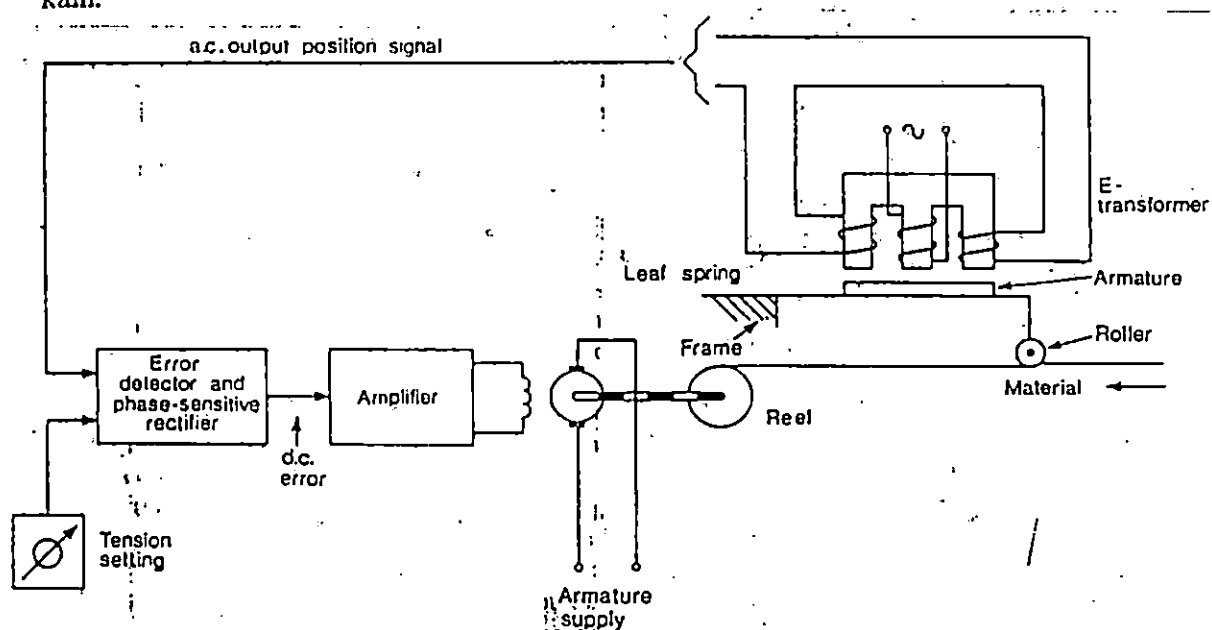 a.c. output position signal
E-
transformer
Leaf spring
Armature
Frame
Roller
Material
Reel
Error
detector and
phase-sensitive
rectifier
Amplifier
d.c.
error
Tension
setting
Armature
supply